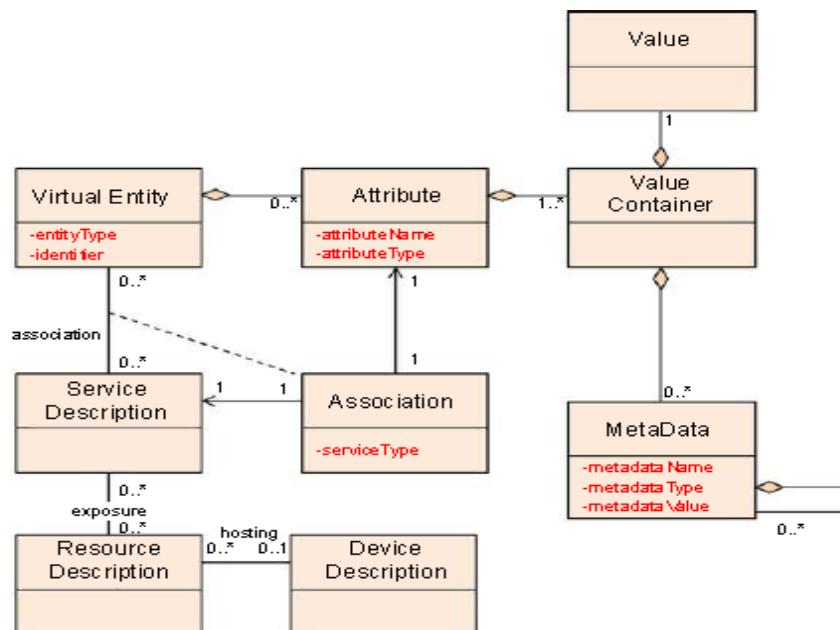 Value
1
Virtual Entity
-entityType
-identifier
0..*
Attribute
-attributeName
-attributeType
1..*
Value
Container
0..*
association
0..*
1
1
Service
Description
1
1
Association
-serviceType
0..*
MetaData
-metadataName
-metadataType
-metadataValue
0..*
0..*
exposure
0..*
Resource
Description
hosting
0..*
0..1
Device
Description